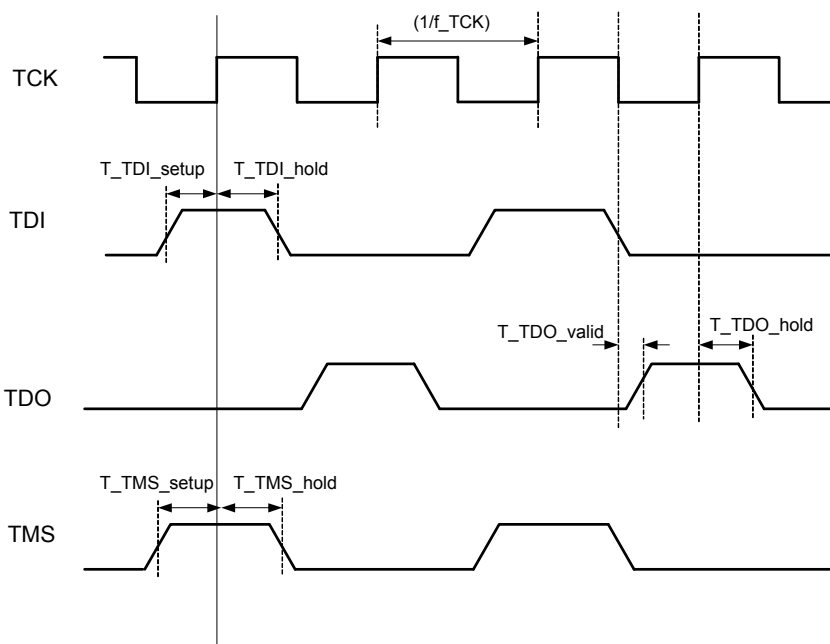 (1/f_TCK)
TCK
T_TDI_setup T_TDI_hold
TDI
T_TDO_valid T_TDO_hold
TDO
T_TMS_setup T_TMS_hold
TMS